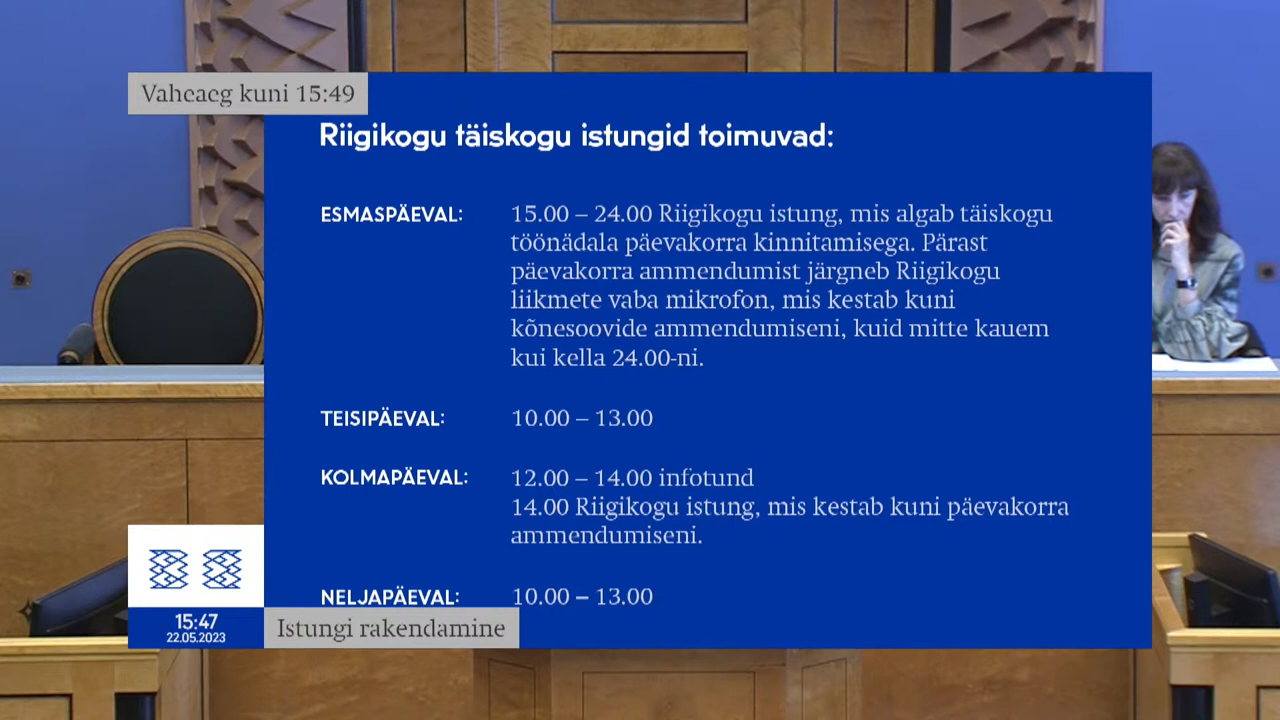 Vaheaeg kuni 15:49
Riigikogu täiskogu istungid toimuvad:
ESMASPÄEVAL:
15.00 – 24.00 Riigikogu istung, mis algab täiskogu
töönädala päevakorra kinnitamisega. Pärast
päevakorra ammendumist järgneb Riigikogu
liikmete vaba mikrofon, mis kestab kuni
kõnesoovide ammendumiseni, kuid mitte kauem
kui kella 24.00-ni.
TEISIPÄEVAL:
10.00 – 13.00
KOLMAPÄEVAL:
12.00 – 14.00 infotund
14.00 Riigikogu istung, mis kestab kuni päevakorra
ammendumiseni.
NELJAPÄEVAL:
10.00 – 13.00
15:47
22.05.2023
Istungi rakendamine